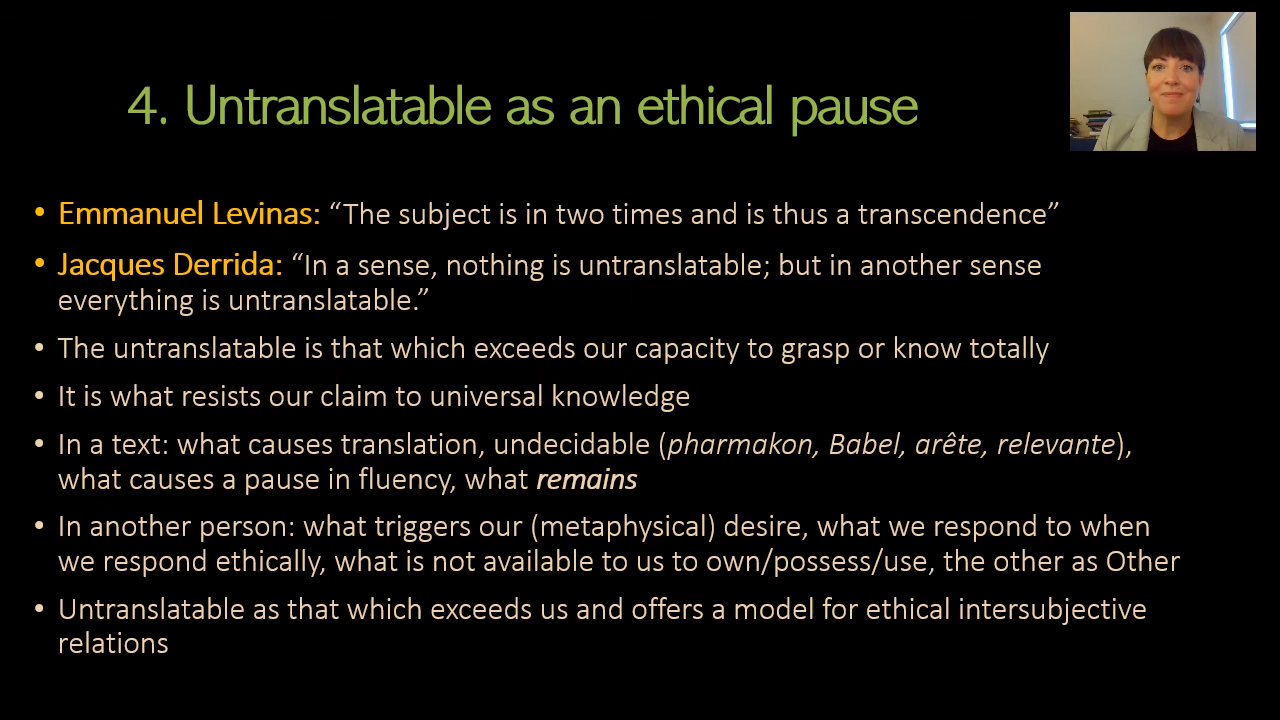 4. Untranslatable as an ethical pause
• Emmanuel Levinas: “The subject is in two times and is thus a transcendence”
• Jacques Derrida: “In a sense, nothing is untranslatable; but in another sense
everything is untranslatable.”
• The untranslatable is that which exceeds our capacity to grasp or know totally
• It is what resists our claim to universal knowledge
• In a text: what causes translation, undecidable (pharmakon, Babel, arête, relevante),
what causes a pause in fluency, what remains
• In another person: what triggers our (metaphysical) desire, what we respond to when
we respond ethically, what is not available to us to own/possess/use, the other as Other
• Untranslatable as that which exceeds us and offers a model for ethical intersubjective
relations